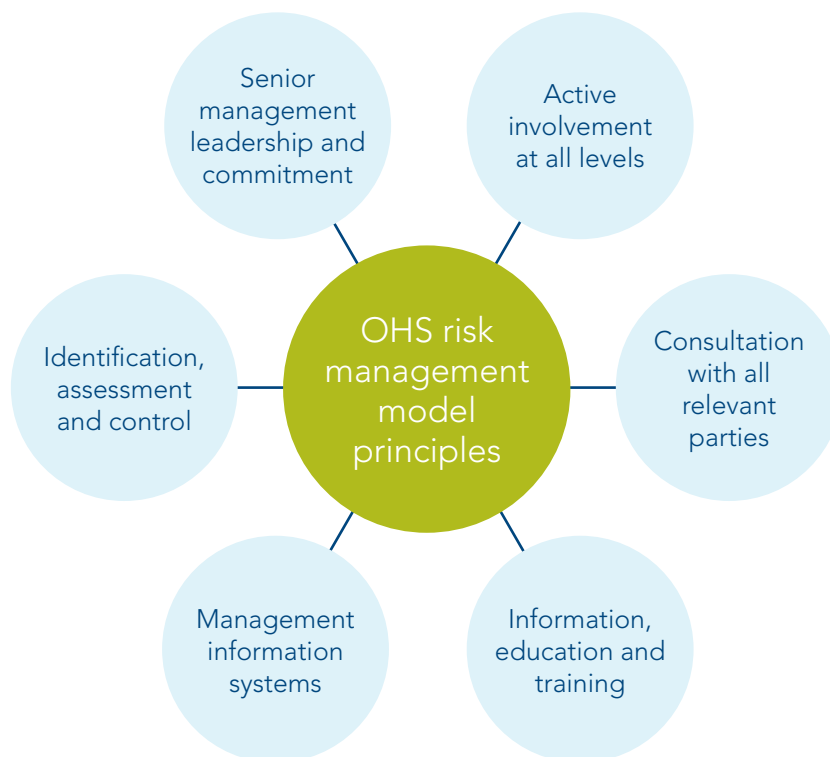 Senior
management
leadership and
commitment
Active
involvement
at all levels
Identification,
assessment
and control
OHS risk
management
model
principles
Consultation
with all
relevant
parties
Management
information
systems
Information,
education and
training